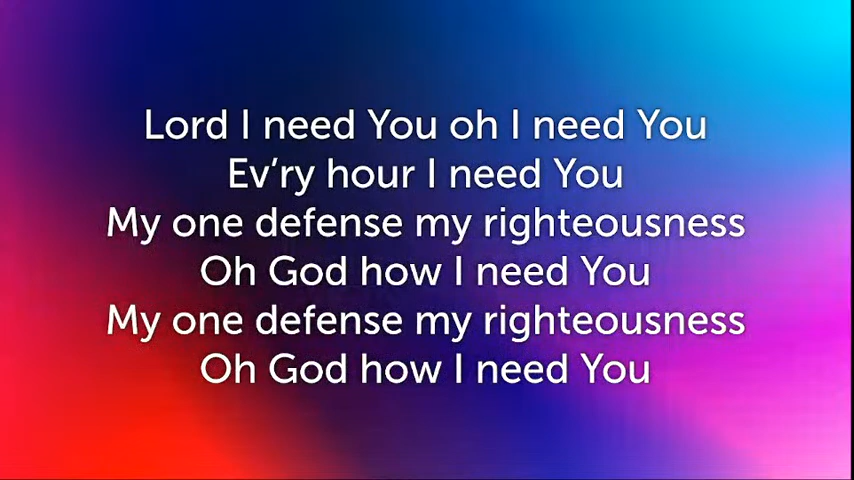 Lord I need You oh I need You
Ev’ry hour I need You
My one defense my righteousness
Oh God how I need You
My one defense my righteousness
Oh God how I need You